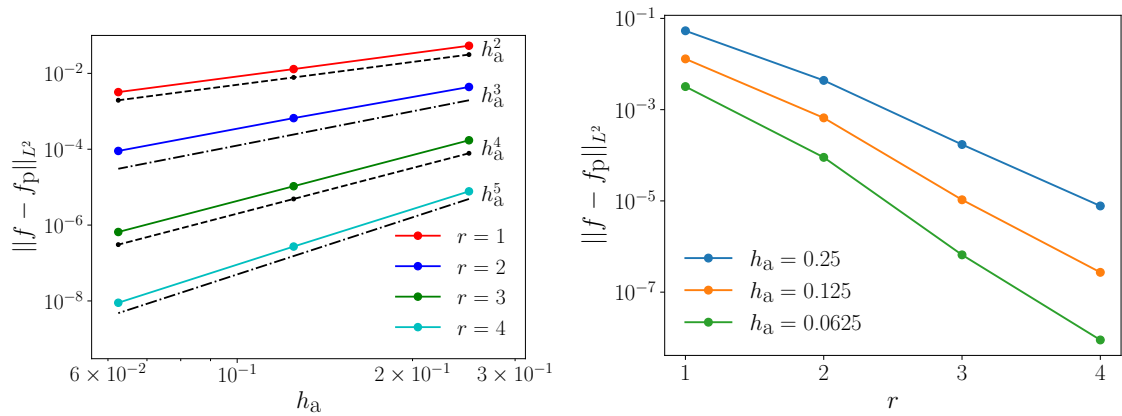 10^{-2}
10^{-4}
10^{-6}
10^{-8}
||f − f_p||_{L^2}
h_a^2
h_a^3
h_a^4
h_a^5
r = 1
r = 2
r = 3
r = 4
6 × 10^{-2}
10^{-1}
2 × 10^{-1}
3 × 10^{-1}
h_a
10^{-1}
10^{-3}
10^{-5}
10^{-7}
||f − f_p||_{L^2}
h_a = 0.25
h_a = 0.125
h_a = 0.0625
1
2
3
4
r